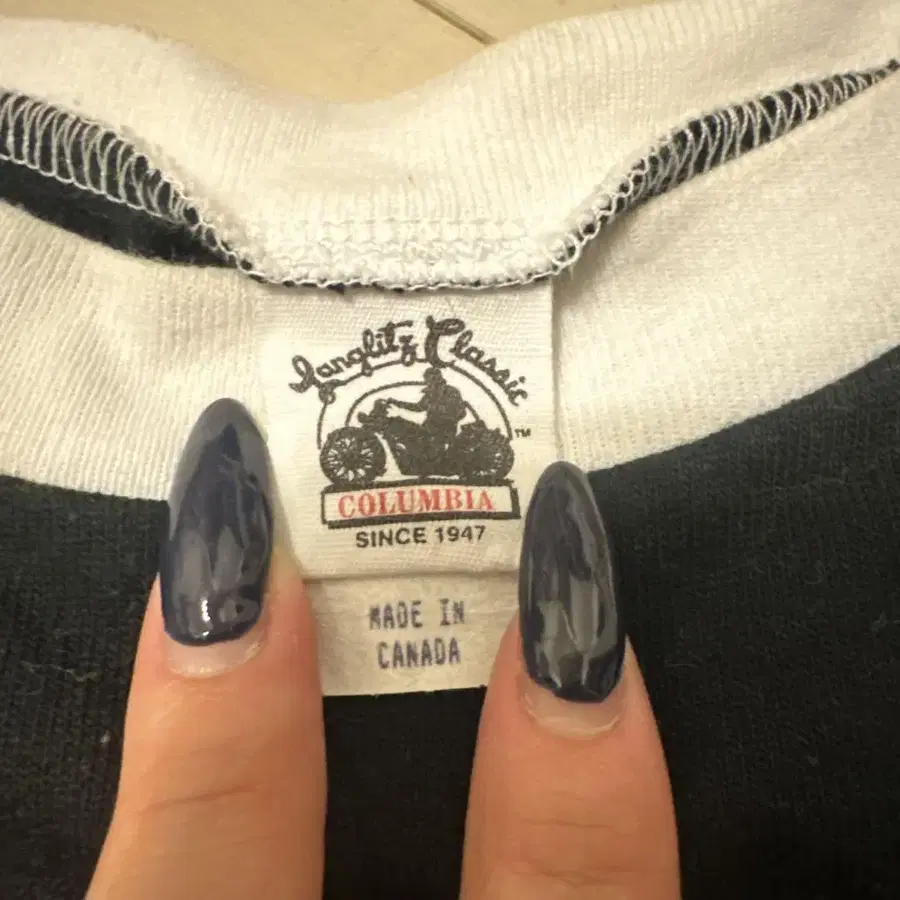 Langlitz Classic
TM
COLUMBIA
SINCE 1947
MADE IN
CANADA